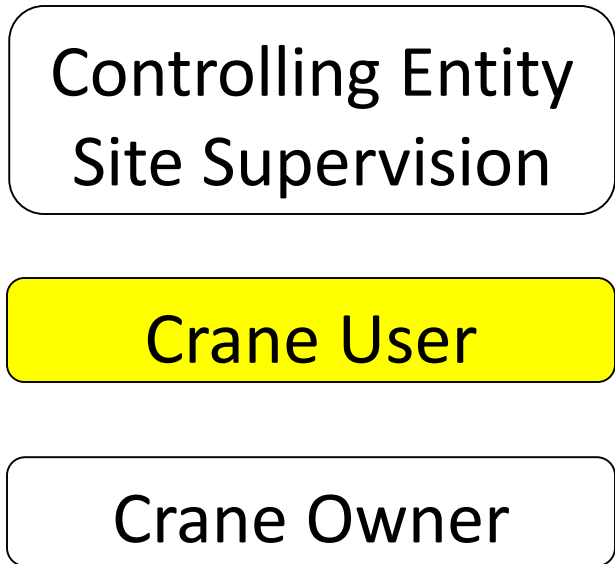 Controlling Entity
Site Supervision
Crane User
Crane Owner